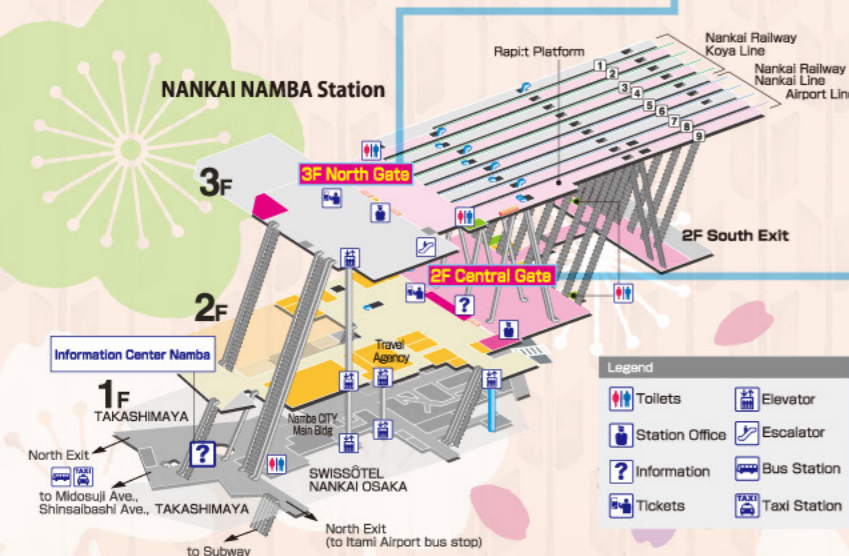 Nankai Railway
Koya Line
Rapi:t Platform
Nankai Railway
Nankai Line
Airport Line
NANKAI NAMBA Station
1
2
3
4
5
6
7
8
9
3F
3F North Gate
2F South Exit
2F Central Gate
2F
?
Information Center Namba
Travel
Agency
1F
TAKASHIMAYA
Namba CITY
Main Bldg
North Exit
TAXI
?
to Midosuji Ave.,
Shinsaibashi Ave.,
TAKASHIMAYA
SWISSÔTEL
NANKAI OSAKA
North Exit
(to Itami Airport bus stop)
to Subway
Legend
Toilets
Elevator
Station Office
Escalator
? Information
Bus Station
Tickets
TAXI Taxi Station